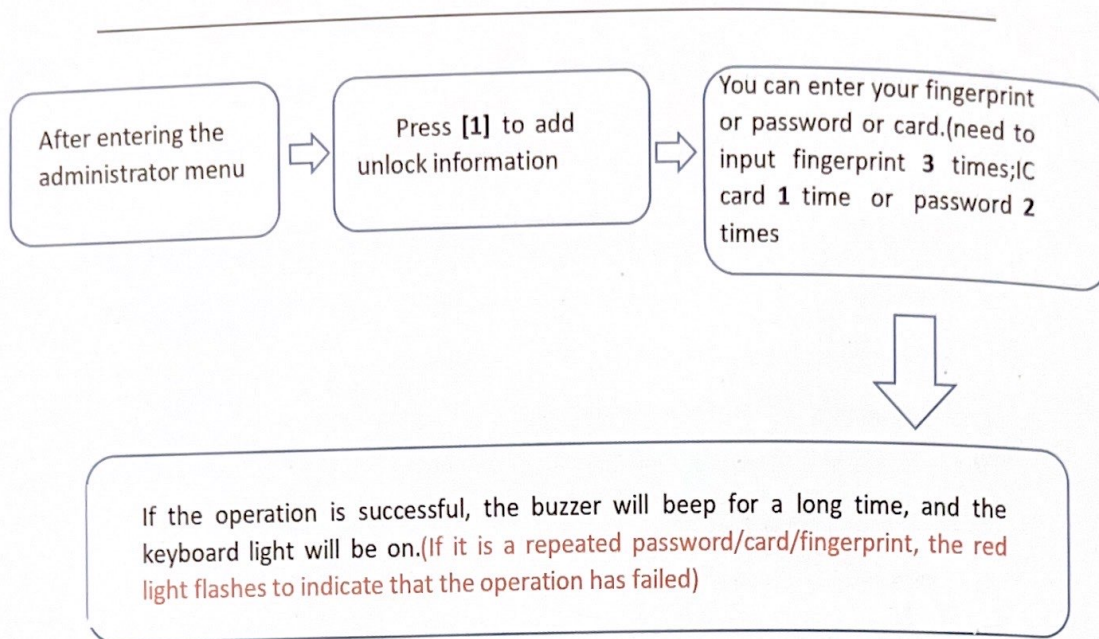 After entering the
administrator menu
Press [1] to add
unlock information
You can enter your fingerprint
or password or card.(need to
input fingerprint 3 times;IC
card 1 time or password 2
times
If the operation is successful, the buzzer will beep for a long time, and the
keyboard light will be on.(If it is a repeated password/card/fingerprint, the red
light flashes to indicate that the operation has failed)